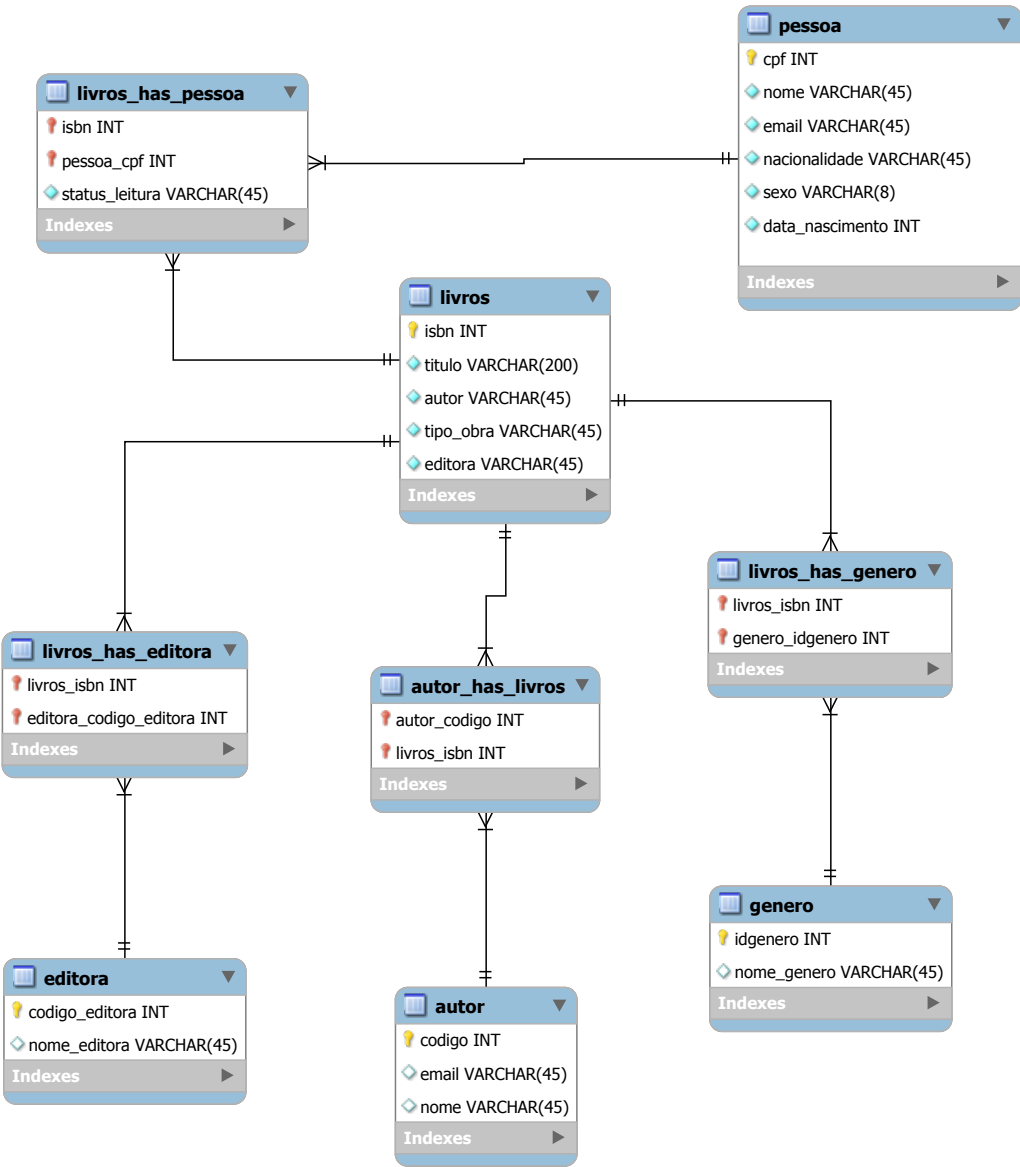 pessoa
cpf INT
nome VARCHAR(45)
email VARCHAR(45)
nacionalidade VARCHAR(45)
sexo VARCHAR(8)
data_nascimento INT
Indexes
livros_has_pessoa
isbn INT
pessoa_cpf INT
status_leitura VARCHAR(45)
Indexes
livros
isbn INT
titulo VARCHAR(200)
autor VARCHAR(45)
tipo_obra VARCHAR(45)
editora VARCHAR(45)
Indexes
livros_has_genero
livros_isbn INT
genero_idgenero INT
Indexes
livros_has_editora
livros_isbn INT
editora_codigo_editora INT
Indexes
autor_has_livros
autor_codigo INT
livros_isbn INT
Indexes
genero
idgenero INT
nome_genero VARCHAR(45)
Indexes
editora
codigo_editora INT
nome_editora VARCHAR(45)
Indexes
autor
codigo INT
email VARCHAR(45)
nome VARCHAR(45)
Indexes